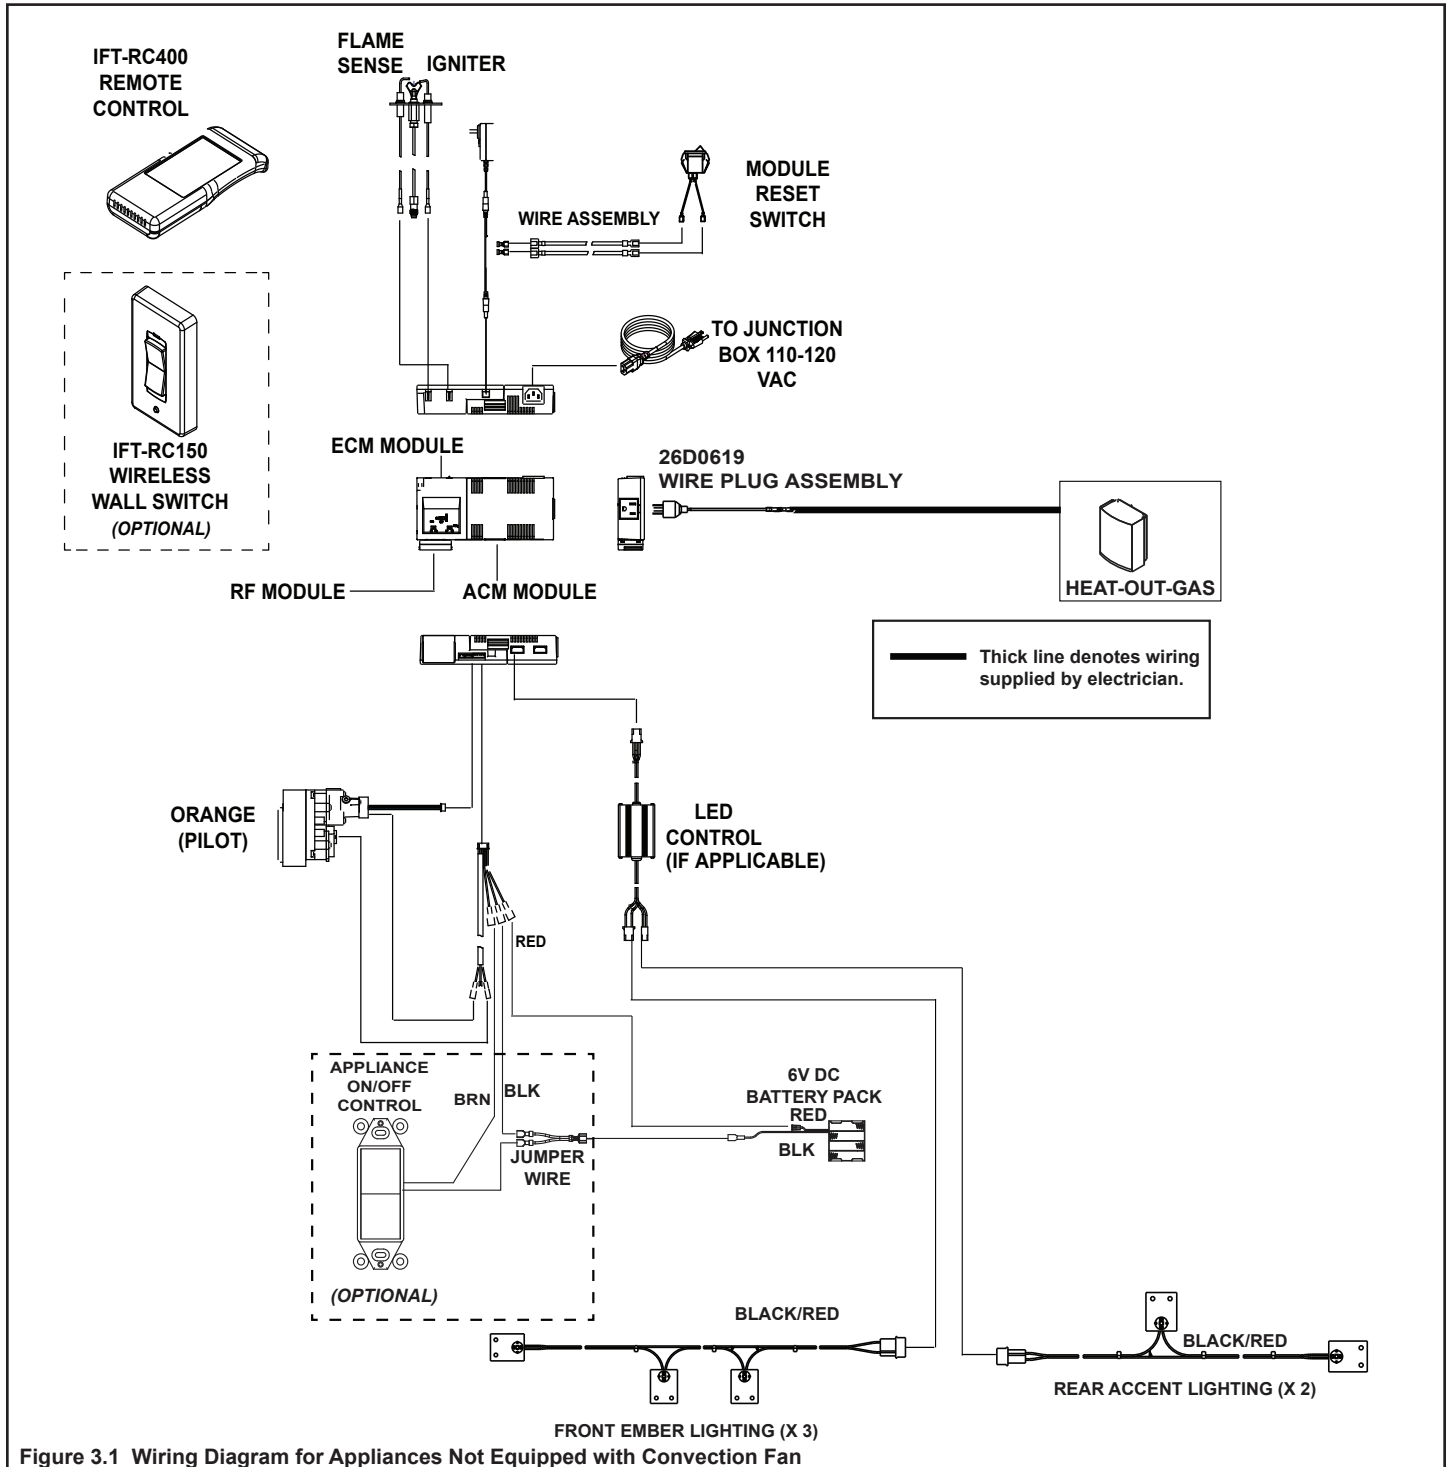 IFT-RC400
REMOTE
CONTROL
FLAME
SENSE
IGNITER
MODULE
RESET
SWITCH
WIRE ASSEMBLY
TO JUNCTION
BOX 110-120
VAC
IFT-RC150
WIRELESS
WALL SWITCH
(OPTIONAL)
ECM MODULE
26D0619
WIRE PLUG ASSEMBLY
RF MODULE
ACM MODULE
HEAT-OUT-GAS
Thick line denotes wiring
supplied by electrician.
ORANGE
(PILOT)
LED
CONTROL
(IF APPLICABLE)
RED
APPLIANCE
ON/OFF
CONTROL
BRN
BLK
6V DC
BATTERY PACK
RED
BLK
JUMPER
WIRE
(OPTIONAL)
BLACK/RED
BLACK/RED
REAR ACCENT LIGHTING (X 2)
FRONT EMBER LIGHTING (X 3)
Figure 3.1 Wiring Diagram for Appliances Not Equipped with Convection Fan